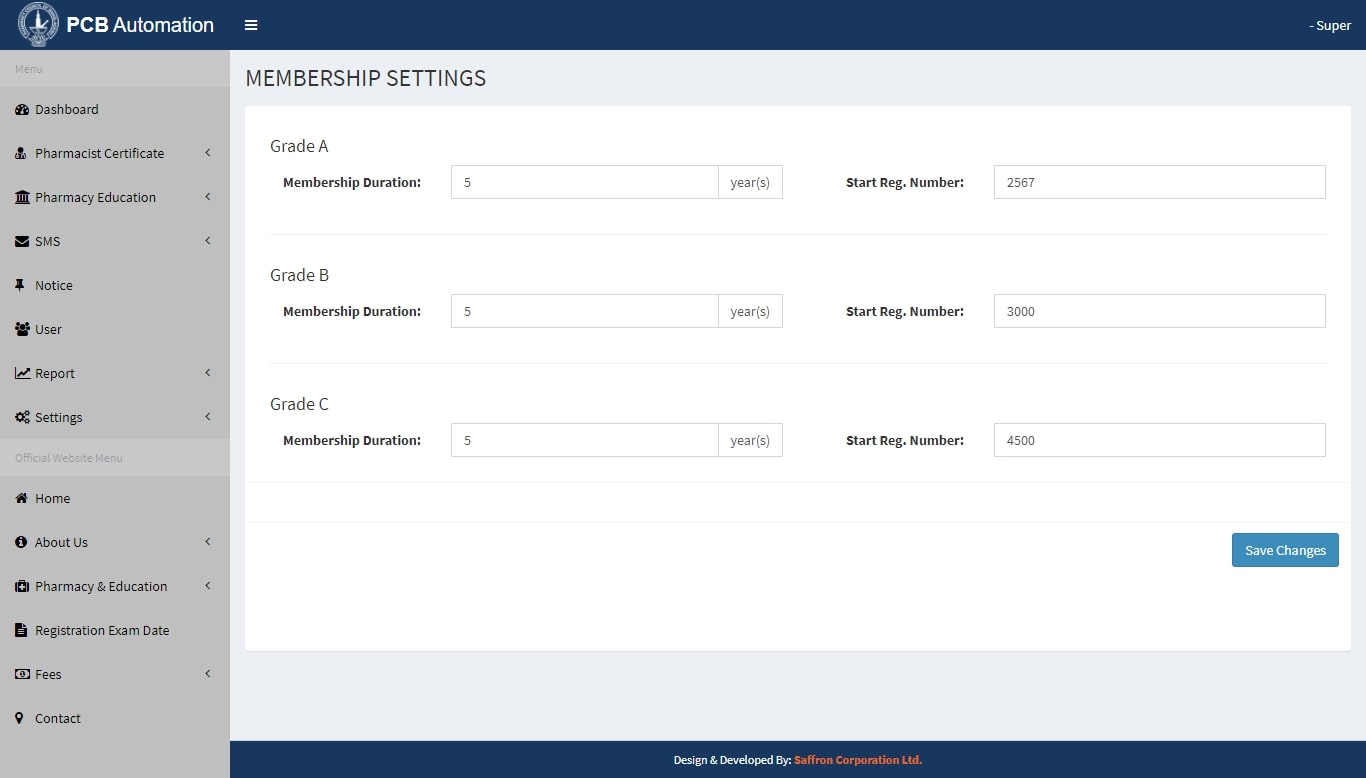 PCB Automation
- Super
Menu
Dashboard
Pharmacist Certificate
Pharmacy Education
SMS
Notice
User
Report
Settings
Official Website Menu
Home
About Us
Pharmacy & Education
Registration Exam Date
Fees
Contact
MEMBERSHIP SETTINGS
Grade A
Membership Duration: 5 year(s) Start Reg. Number: 2567
Grade B
Membership Duration: 5 year(s) Start Reg. Number: 3000
Grade C
Membership Duration: 5 year(s) Start Reg. Number: 4500
Save Changes
Design & Developed By: Saffron Corporation Ltd.